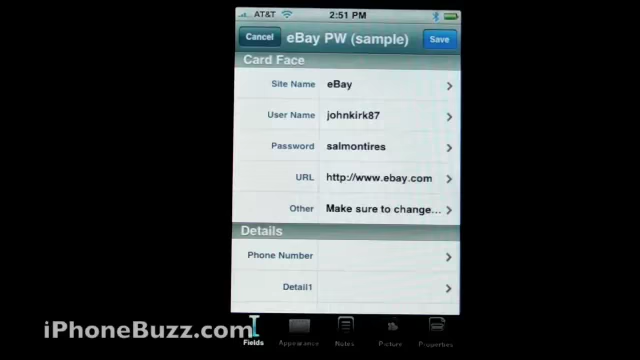 AT&T 2:51 PM
Cancel eBay PW (sample) Save
Card Face
Site Name eBay
User Name johnkirk87
Password salmontires
URL http://www.ebay.com
Other Make sure to change...
Details
Phone Number
Detail1
iPhoneBuzz.com
Fields Appearance Notes Picture Properties